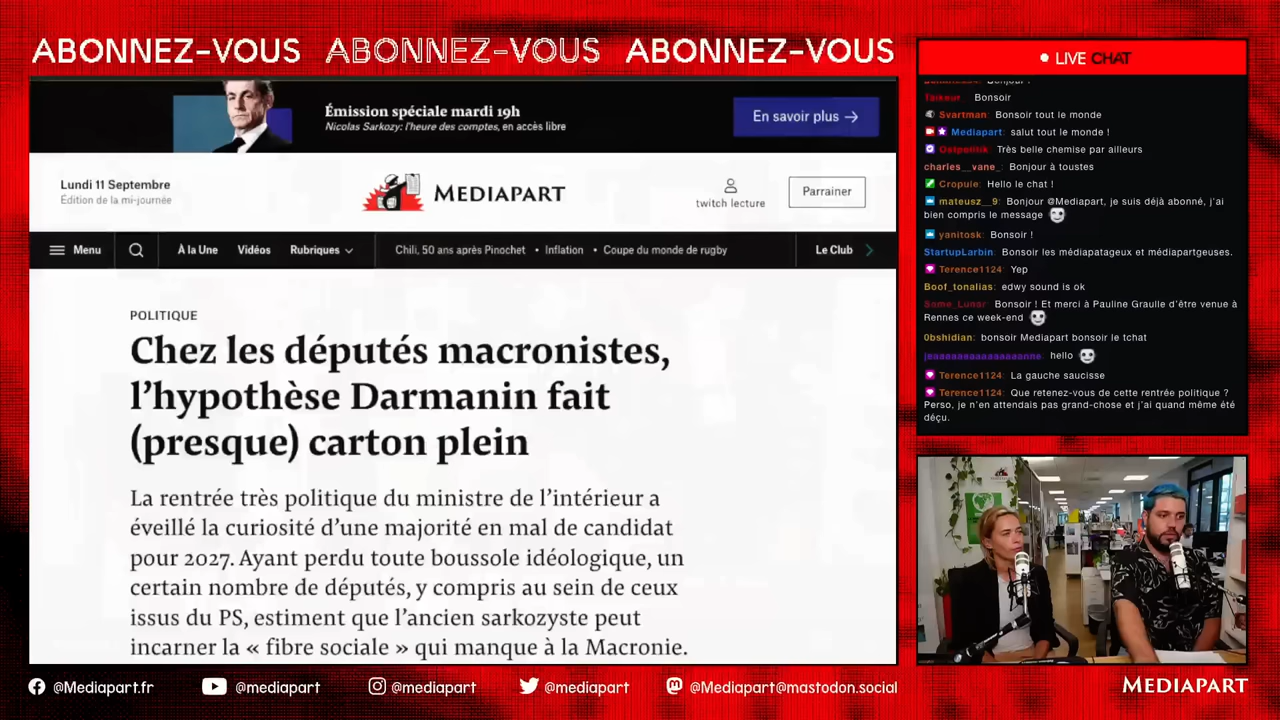 ABONNEZ-VOUS ABONNEZ-VOUS ABONNEZ-VOUS
Émission spéciale mardi 19h
Nicolas Sarkozy: l'heure des comptes, en accès libre
En savoir plus →
Lundi 11 Septembre
Édition de la mi-journée
MEDIAPART
twitch lecture
Parrainer
Menu
À la Une
Vidéos
Rubriques
Chili, 50 ans après Pinochet • Inflation • Coupe du monde de rugby
Le Club
POLITIQUE
Chez les députés macronistes,
l'hypothèse Darmanin fait
(presque) carton plein
La rentrée très politique du ministre de l'intérieur a
éveillé la curiosité d'une majorité en mal de candidat
pour 2027. Ayant perdu toute boussole idéologique, un
certain nombre de députés, y compris au sein de ceux
issus du PS, estiment que l'ancien sarkozyste peut
incarner la « fibre sociale » qui manque à la Macronie.
LIVE CHAT
Bonjour !
Taikeur: Bonsoir
Svartman: Bonsoir tout le monde
Mediapart: salut tout le monde !
Ostpolitik: Très belle chemise par ailleurs
charles__vane_: Bonjour à toustes
Cropule: Hello le chat !
mateusz__9: Bonjour @Mediapart, je suis déjà abonné, j'ai
bien compris le message
yanitosk: Bonsoir !
StartupLarbin: Bonsoir les médiapatageux et médiapartgeuses.
Terence1124: Yep
Boof_tonalias: edwy sound is ok
Same_Lunar: Bonsoir ! Et merci à Pauline Graulle d'être venue à
Rennes ce week-end
0bshidian: bonsoir Mediapart bonsoir le tchat
hello
Terence1124: La gauche saucisse
Terence1124: Que retenez-vous de cette rentrée politique ?
Perso, je n'en attendais pas grand-chose et j'ai quand même été
déçu.
@Mediapart.fr
@mediapart
@mediapart
@mediapart
@Mediapart@mastodon.social
MEDIAPART